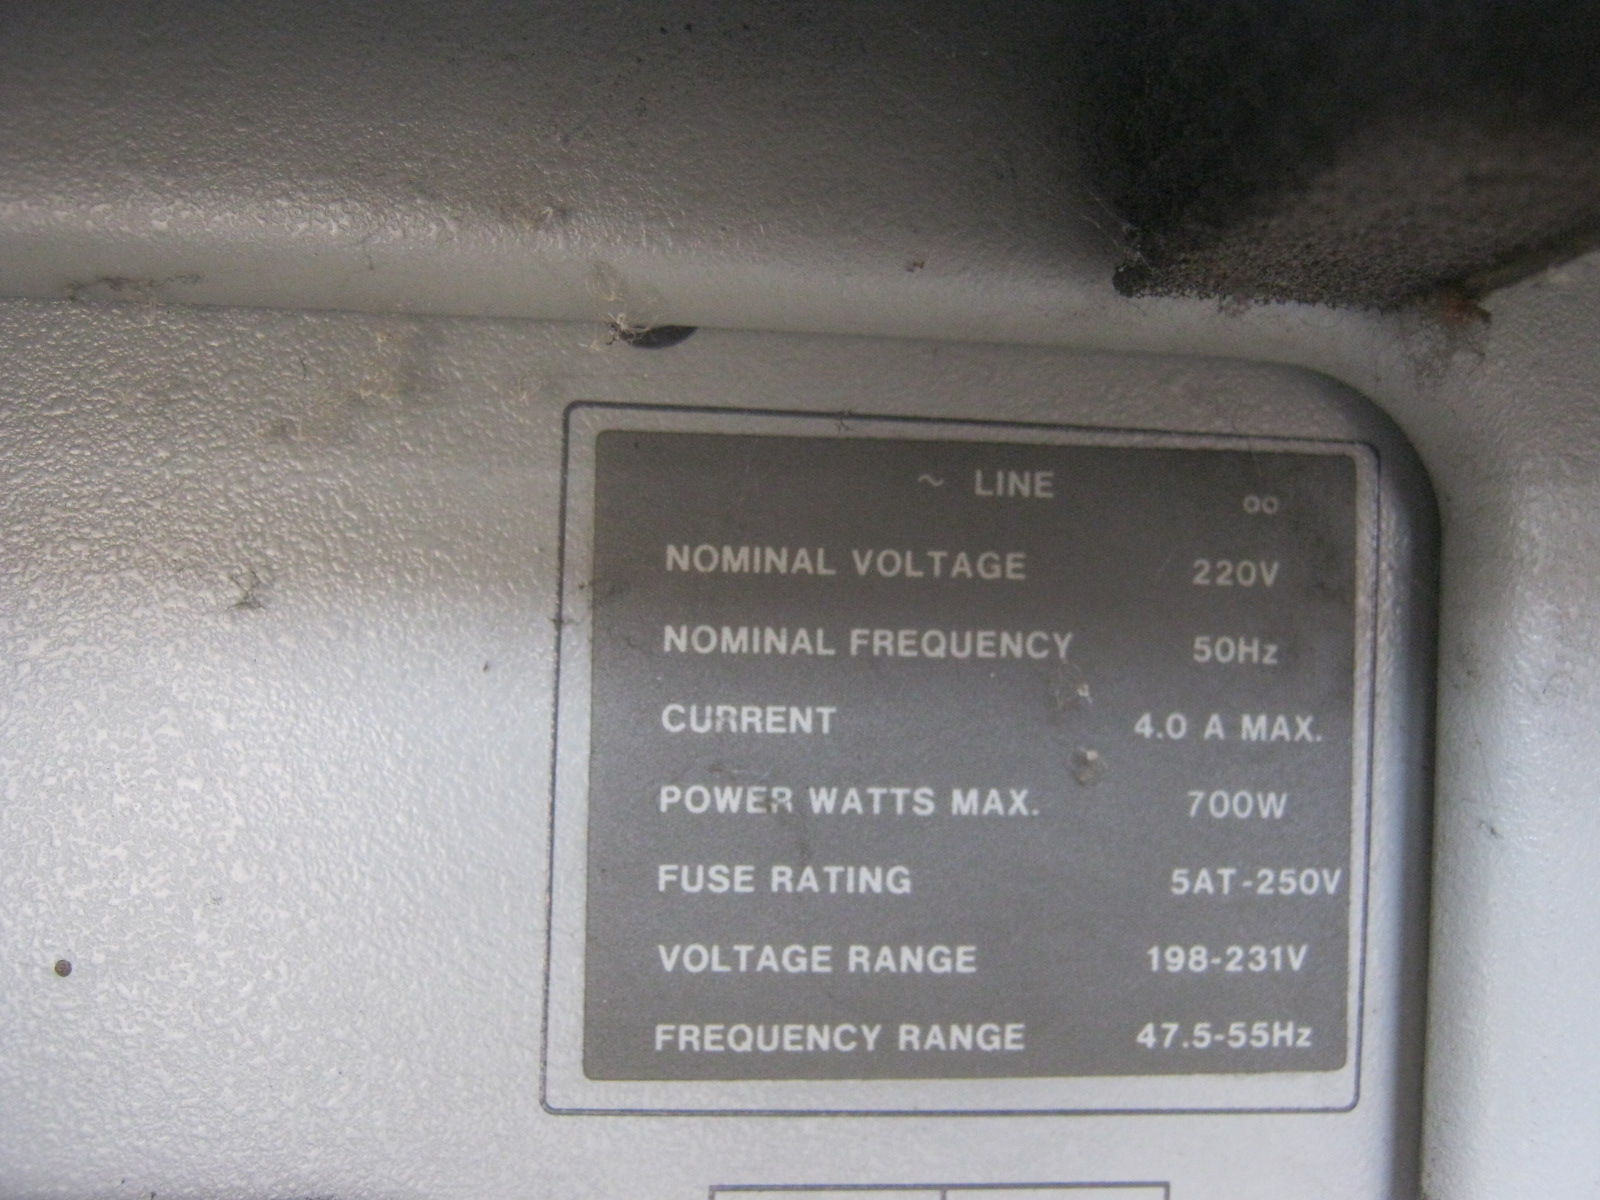 ~ LINE oo
NOMINAL VOLTAGE 220V
NOMINAL FREQUENCY 50Hz
CURRENT 4.0 A MAX.
POWER WATTS MAX. 700W
FUSE RATING 5AT-250V
VOLTAGE RANGE 198-231V
FREQUENCY RANGE 47.5-55Hz